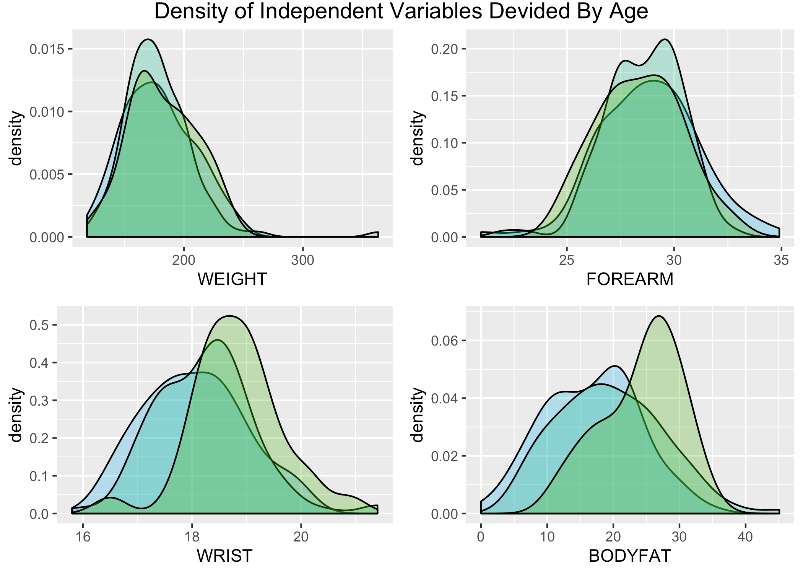 Density of Independent Variables Devided By Age
density
0.015
0.010
0.005
0.000
200 300
WEIGHT
density
0.20
0.15
0.10
0.05
0.00
25 30 35
FOREARM
density
0.5
0.4
0.3
0.2
0.1
0.0
16 18 20
WRIST
density
0.06
0.04
0.02
0.00
0 10 20 30 40
BODYFAT